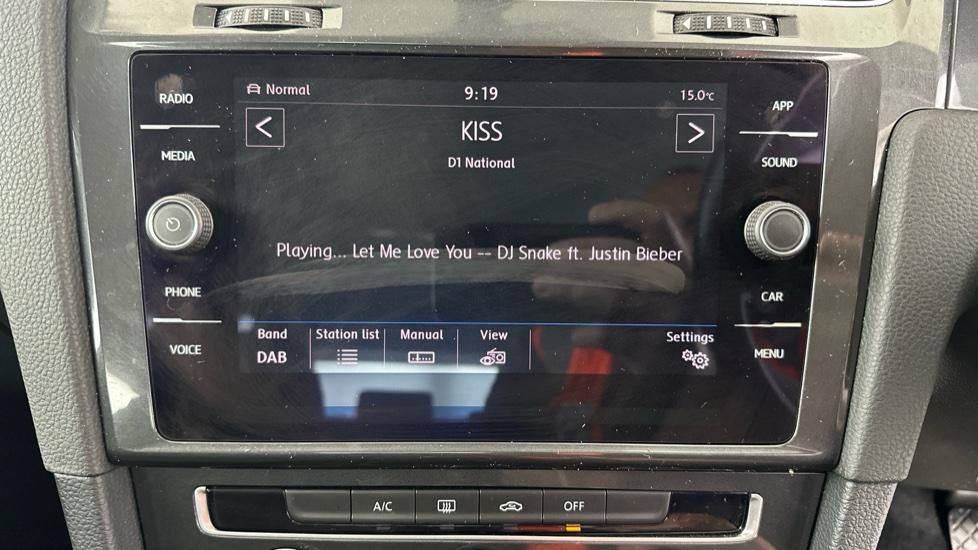 RADIO
MEDIA
PHONE
VOICE
Normal 9:19 15.0°C
KISS
D1 National
Playing... Let Me Love You -- DJ Snake ft. Justin Bieber
Band Station list Manual View Settings
DAB
APP
SOUND
CAR
MENU
A/C OFF